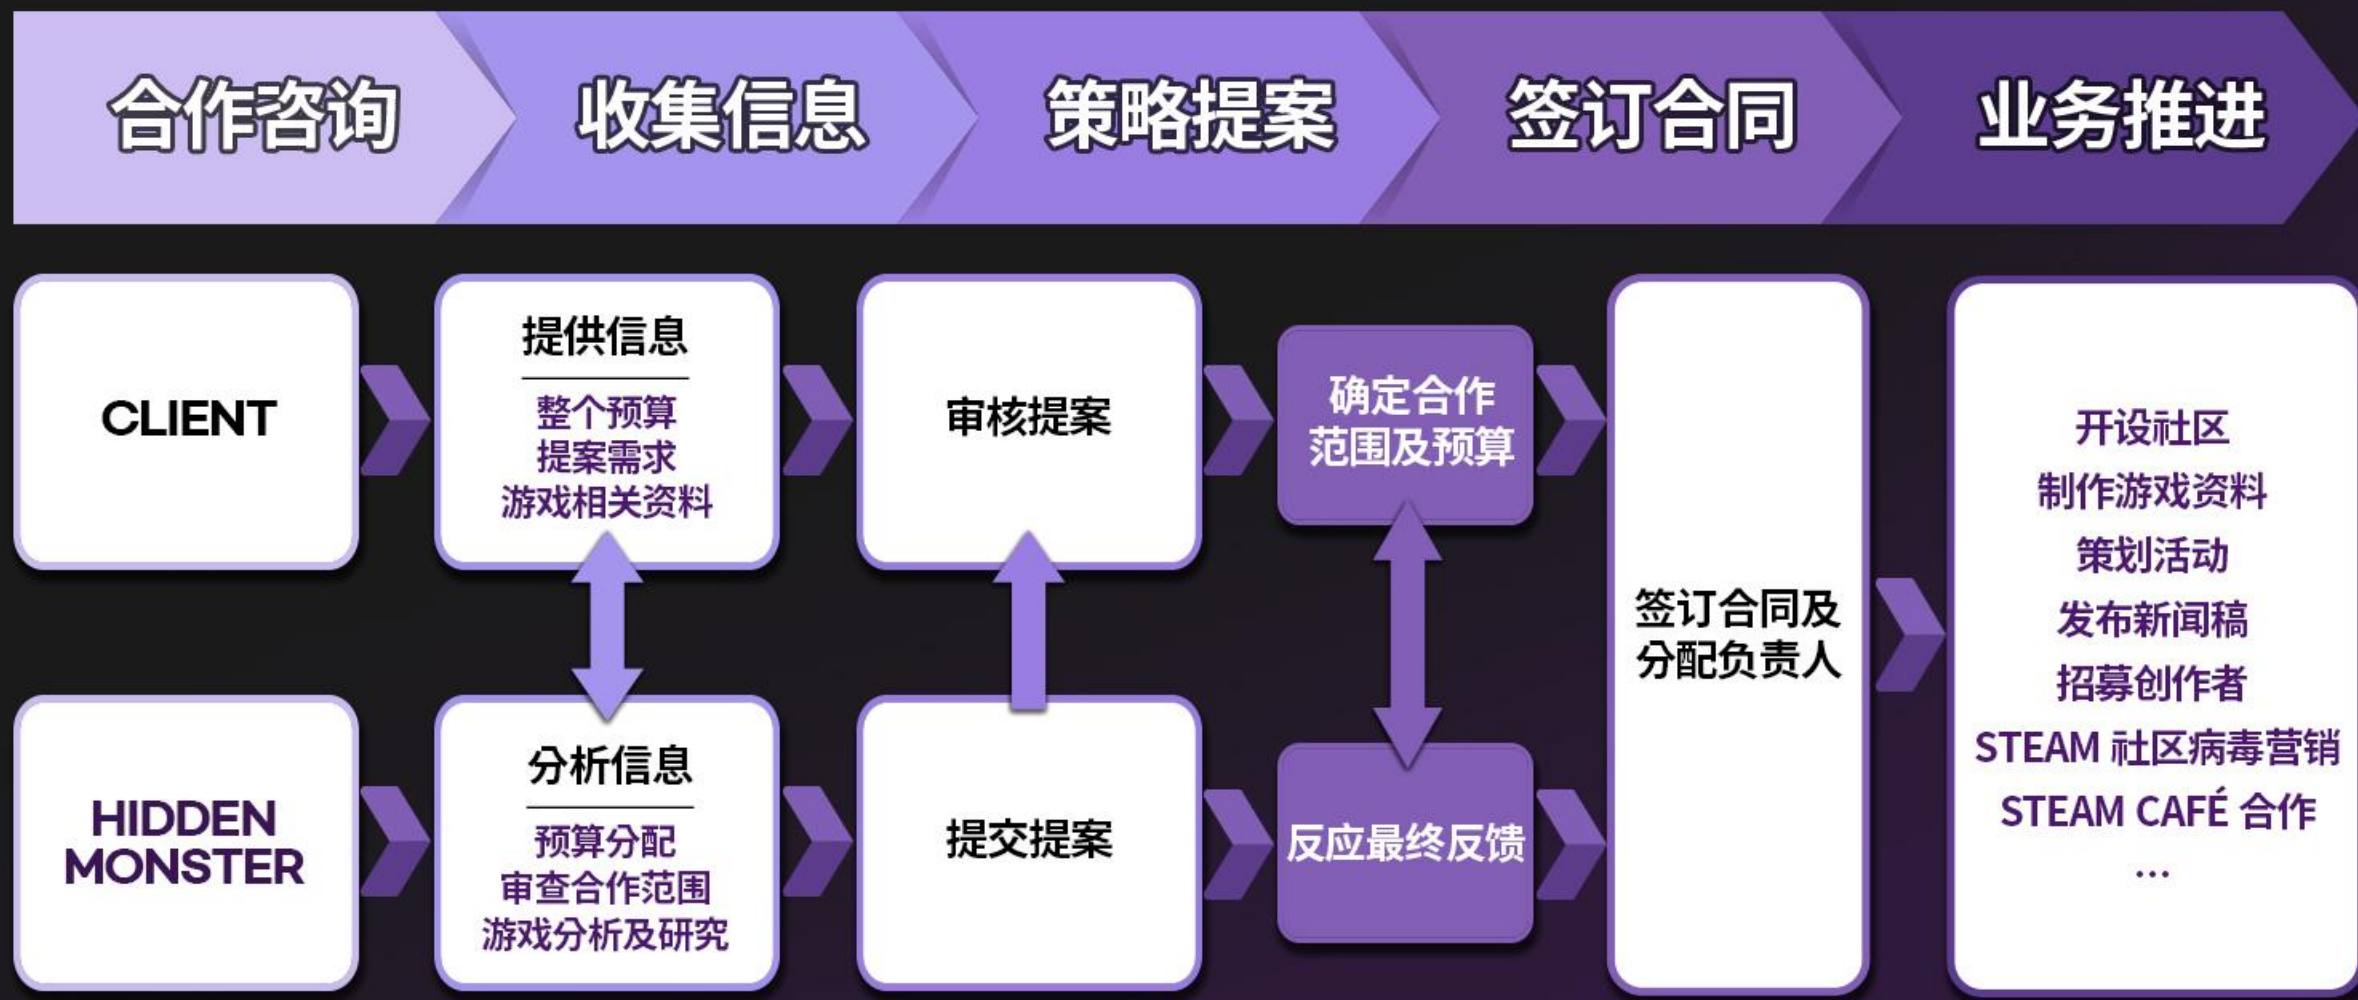 合作咨询
收集信息
策略提案
签订合同
业务推进
CLIENT
提供信息
整个预算
提案需求
游戏相关资料
审核提案
确定合作
范围及预算
HIDDEN
MONSTER
分析信息
预算分配
审查合作范围
游戏分析及研究
提交提案
反应最终反馈
签订合同及
分配负责人
开设社区
制作游戏资料
策划活动
发布新闻稿
招募创作者
STEAM 社区病毒营销
STEAM CAFÉ 合作
...